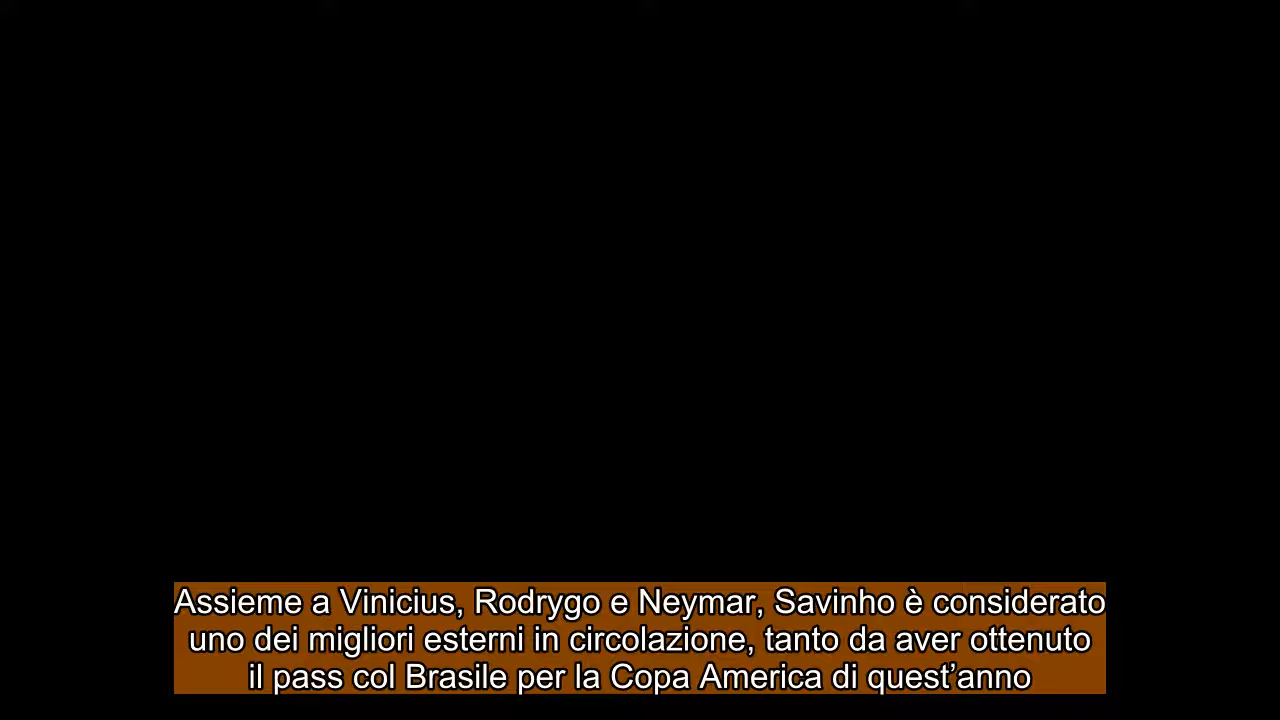 Assieme a Vinicius, Rodrygo e Neymar, Savinho è considerato
uno dei migliori esterni in circolazione, tanto da aver ottenuto
il pass col Brasile per la Copa America di quest’anno